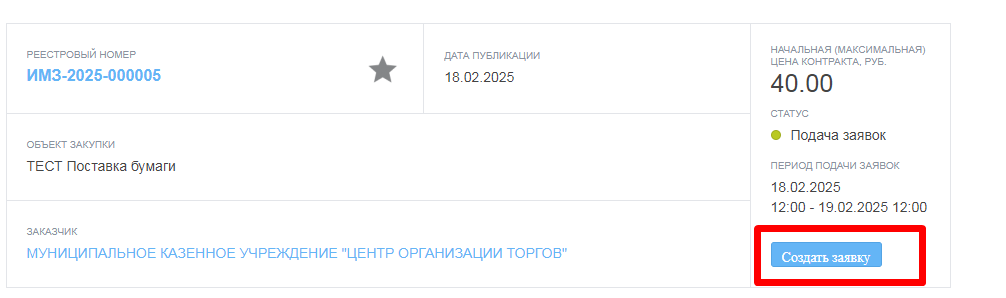 РЕЕСТРОВЫЙ НОМЕР
ИМЗ-2025-000005
ДАТА ПУБЛИКАЦИИ
18.02.2025
ОБЪЕКТ ЗАКУПКИ
ТЕСТ Поставка бумаги
ЗАКАЗЧИК
МУНИЦИПАЛЬНОЕ КАЗЕННОЕ УЧРЕЖДЕНИЕ "ЦЕНТР ОРГАНИЗАЦИИ ТОРГОВ"
НАЧАЛЬНАЯ (МАКСИМАЛЬНАЯ)
ЦЕНА КОНТРАКТА, РУБ.
40.00
СТАТУС
Подача заявок
ПЕРИОД ПОДАЧИ ЗАЯВОК
18.02.2025
12:00 - 19.02.2025 12:00
Создать заявку